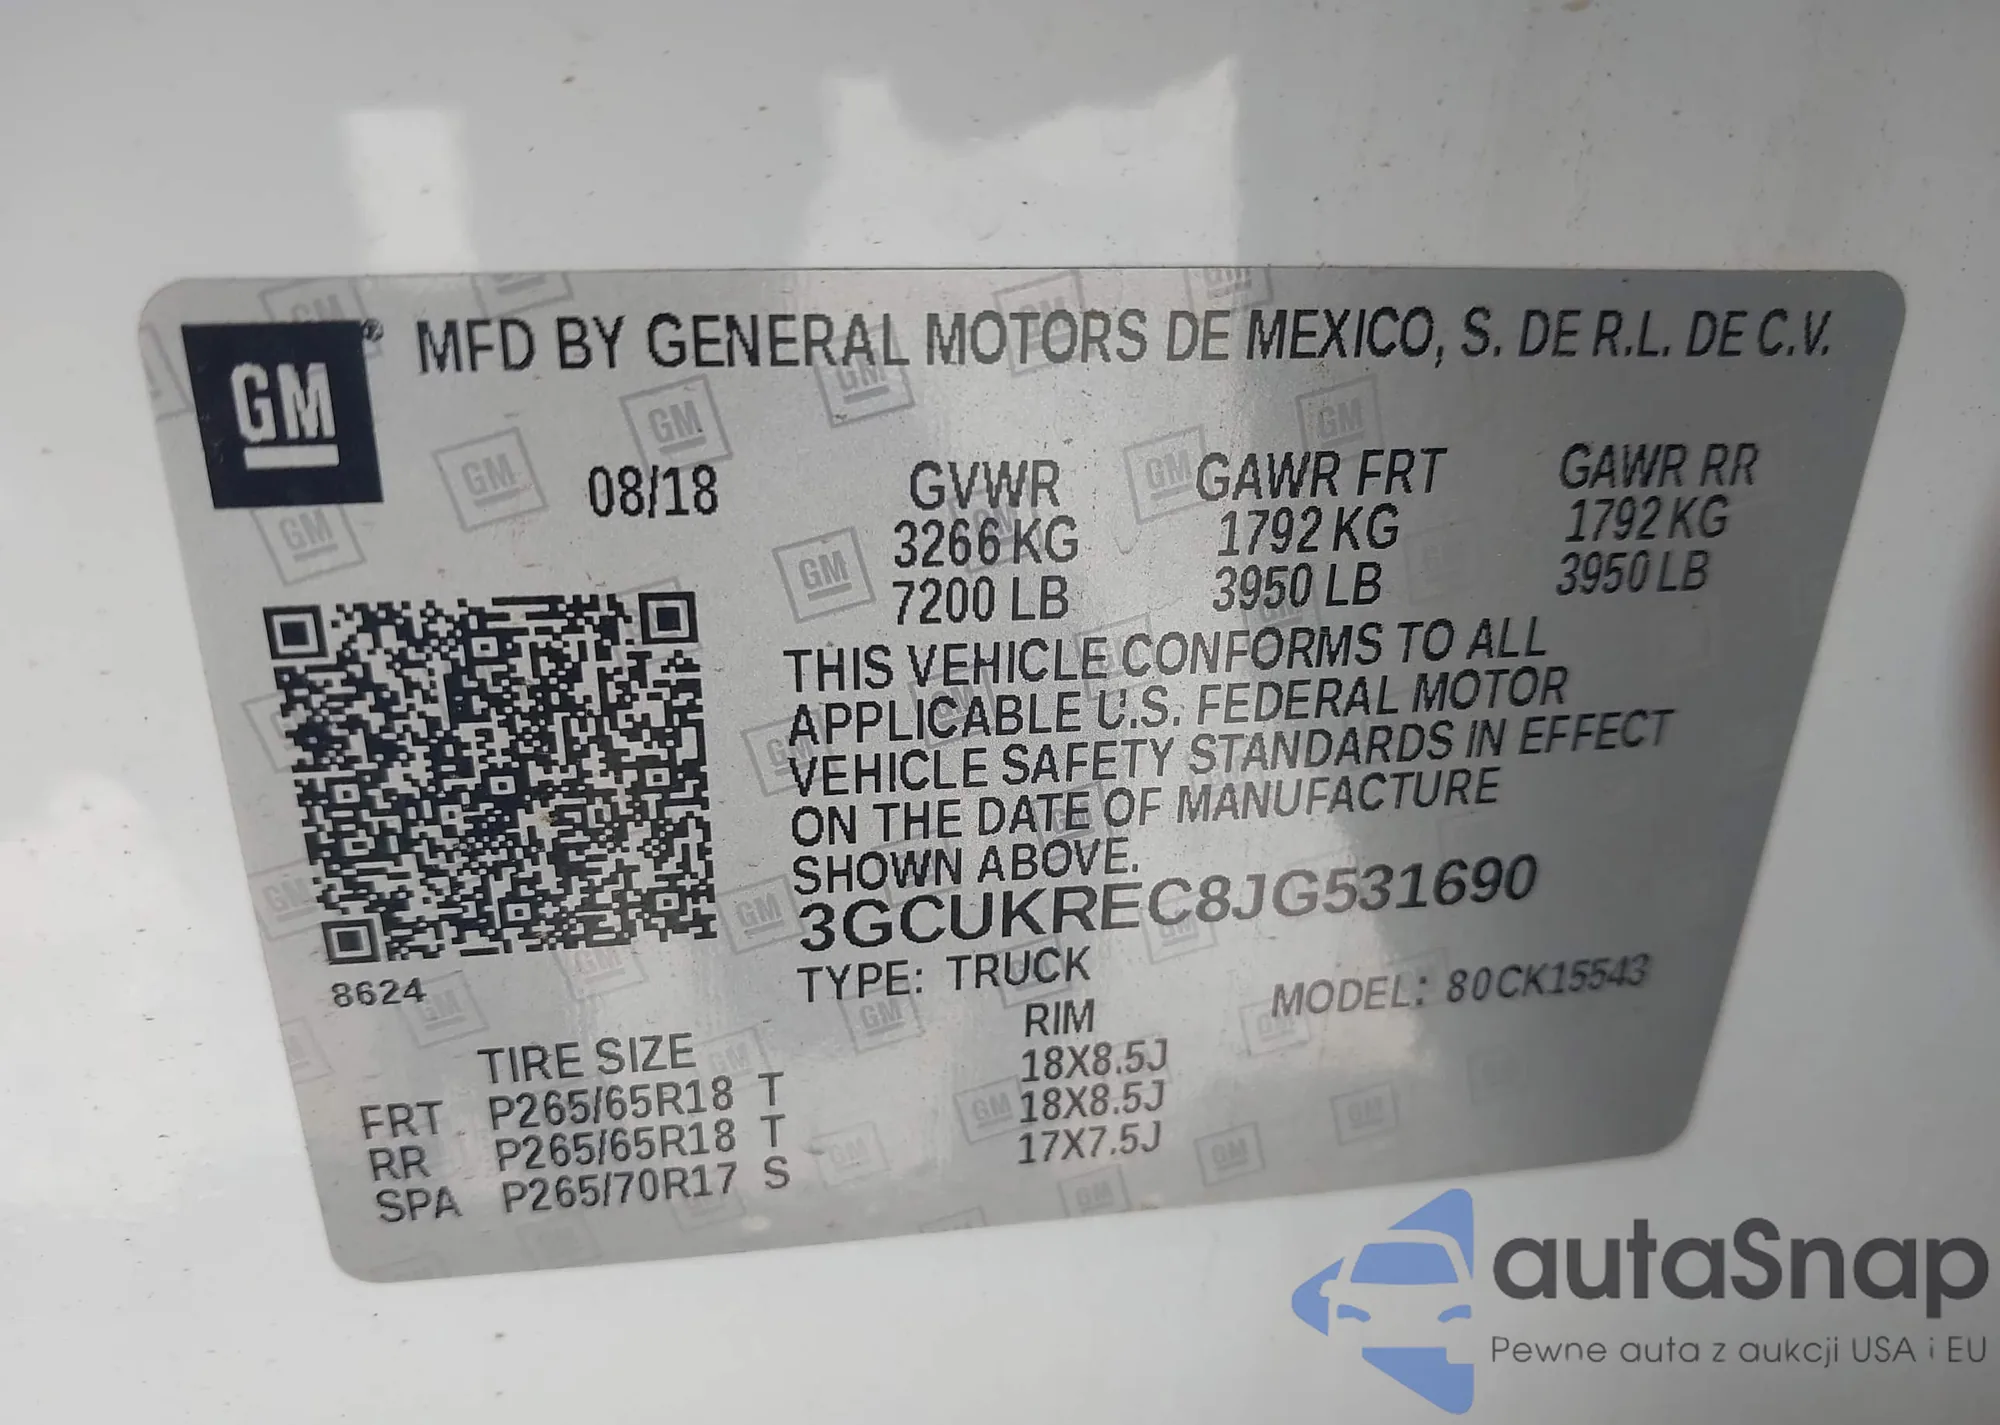 GM ® MFD BY GENERAL MOTORS DE MEXICO, S. DE R.L. DE C.V.
08/18 GVWR GAWR FRT GAWR RR
3266 KG 1792 KG 1792 KG
7200 LB 3950 LB 3950 LB
THIS VEHICLE CONFORMS TO ALL
APPLICABLE U.S. FEDERAL MOTOR
VEHICLE SAFETY STANDARDS IN EFFECT
ON THE DATE OF MANUFACTURE
SHOWN ABOVE.
3GCUKREC8JG531690
8624 TYPE: TRUCK MODEL: 80CK15543
TIRE SIZE RIM
FRT P265/65R18 T 18X8.5J
RR P265/65R18 T 18X8.5J
SPA P265/70R17 S 17X7.5J
autaSnap
Pewne auta z aukcji USA i EU